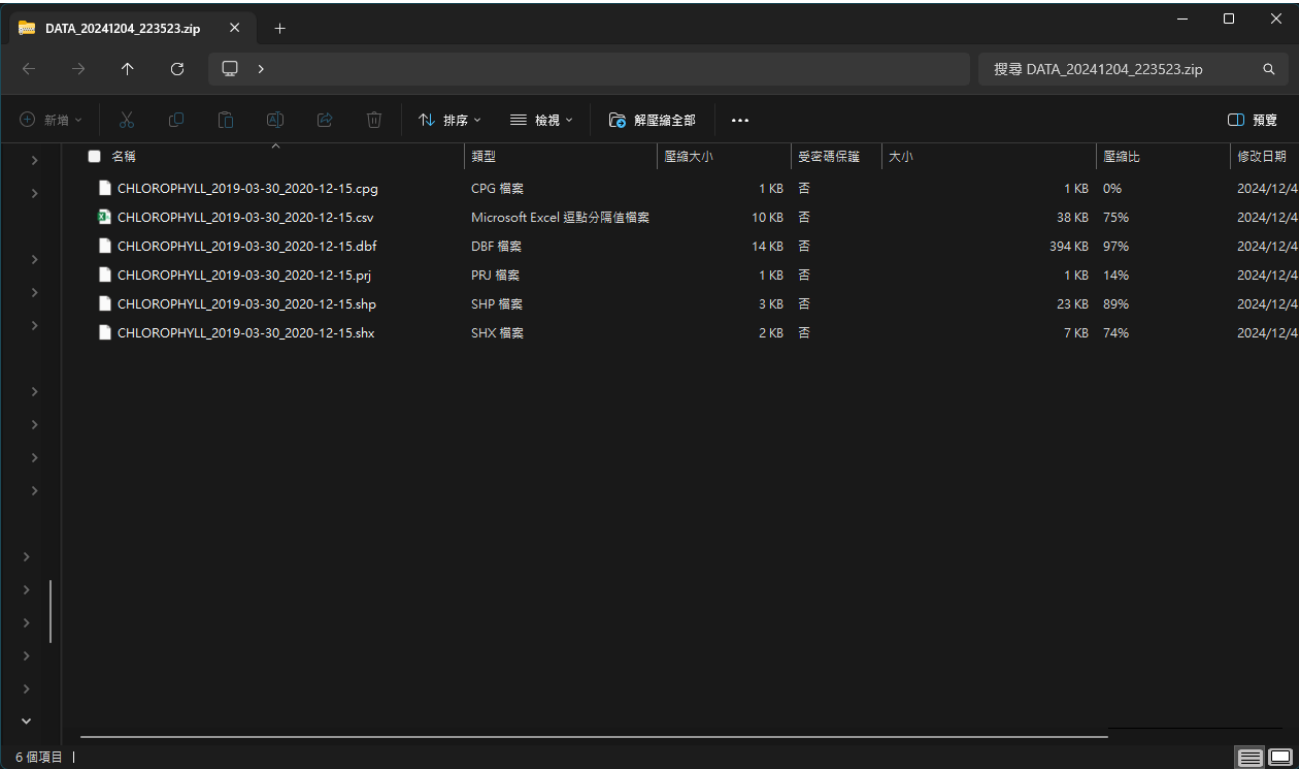 DATA_20241204_223523.zip
搜尋 DATA_20241204_223523.zip
新增 排序 檢視 解壓縮全部 預覽
名稱 類型 壓縮大小 受密碼保護 大小 壓縮比 修改日期
CHLOROPHYLL_2019-03-30_2020-12-15.cpg CPG 檔案 1 KB 否 1 KB 0% 2024/12/4
CHLOROPHYLL_2019-03-30_2020-12-15.csv Microsoft Excel 逗點分隔值檔案 10 KB 否 38 KB 75% 2024/12/4
CHLOROPHYLL_2019-03-30_2020-12-15.dbf DBF 檔案 14 KB 否 394 KB 97% 2024/12/4
CHLOROPHYLL_2019-03-30_2020-12-15.prj PRJ 檔案 1 KB 否 1 KB 14% 2024/12/4
CHLOROPHYLL_2019-03-30_2020-12-15.shp SHP 檔案 3 KB 否 23 KB 89% 2024/12/4
CHLOROPHYLL_2019-03-30_2020-12-15.shx SHX 檔案 2 KB 否 7 KB 74% 2024/12/4
6 個項目